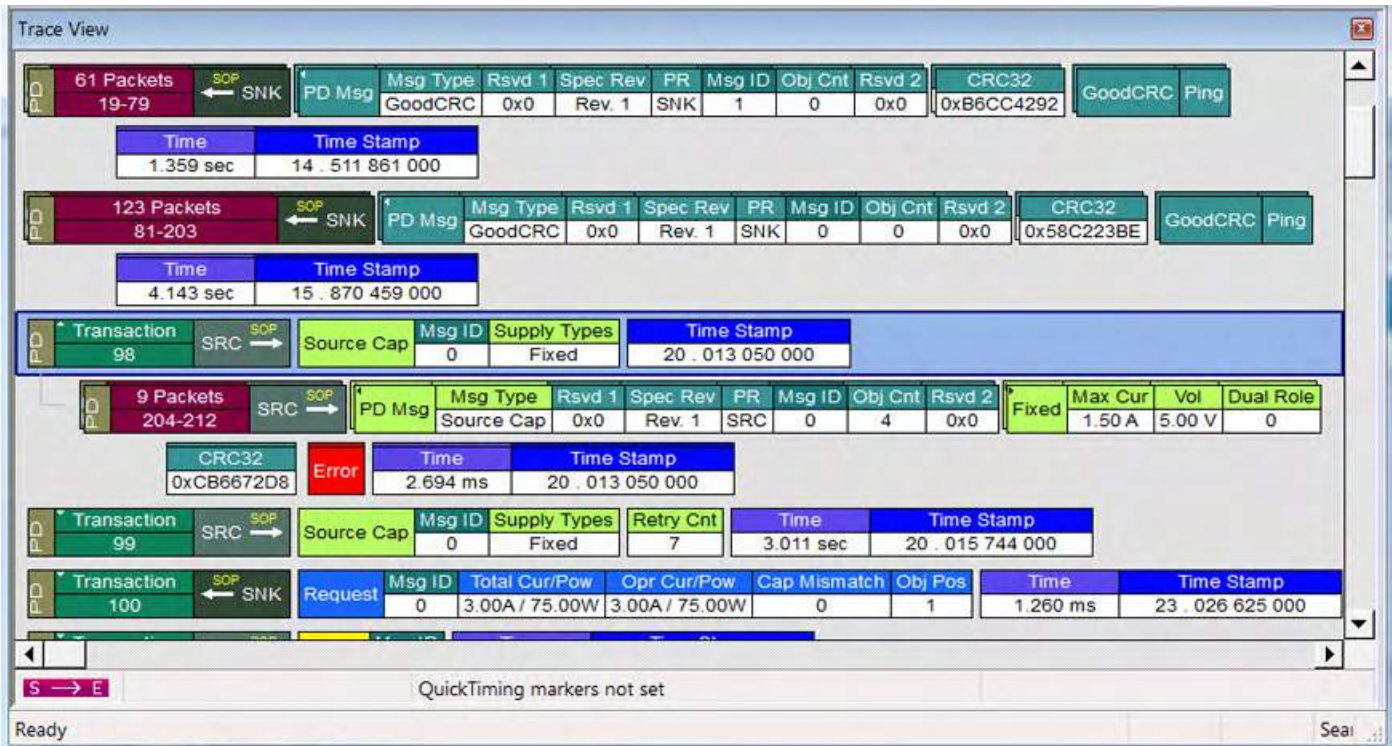 Trace View
PD 61 Packets SOP SNK PD Msg Msg Type Rsvd 1 Spec Rev PR Msg ID Obj Cnt Rsvd 2 CRC32 GoodCRC Ping
19-79 GoodCRC 0x0 Rev. 1 SNK 1 0 0x0 0xB6CC4292
Time Time Stamp
1.359 sec 14 . 511 861 000
PD 123 Packets SOP SNK PD Msg Msg Type Rsvd 1 Spec Rev PR Msg ID Obj Cnt Rsvd 2 CRC32 GoodCRC Ping
81-203 GoodCRC 0x0 Rev. 1 SNK 0 0 0x0 0x58C223BE
Time Time Stamp
4.143 sec 15 . 870 459 000
PD Transaction SRC SOP Source Cap Msg ID Supply Types Time Stamp
98 0 Fixed 20 . 013 050 000
PD 9 Packets SRC SOP PD Msg Msg Type Rsvd 1 Spec Rev PR Msg ID Obj Cnt Rsvd 2 Fixed Max Cur Vol Dual Role
204-212 Source Cap 0x0 Rev. 1 SRC 0 4 0x0 1.50 A 5.00 V 0
CRC32 Error Time Time Stamp
0xCB6672D8 2.694 ms 20 . 013 050 000
PD Transaction SRC SOP Source Cap Msg ID Supply Types Retry Cnt Time Time Stamp
99 0 Fixed 7 3.011 sec 20 . 015 744 000
PD Transaction SOP SNK Request Msg ID Total Cur/Pow Opr Cur/Pow Cap Mismatch Obj Pos Time Time Stamp
100 0 3.00A / 75.00W 3.00A / 75.00W 0 1 1.260 ms 23 . 026 625 000
S → E QuickTiming markers not set
Ready Sear